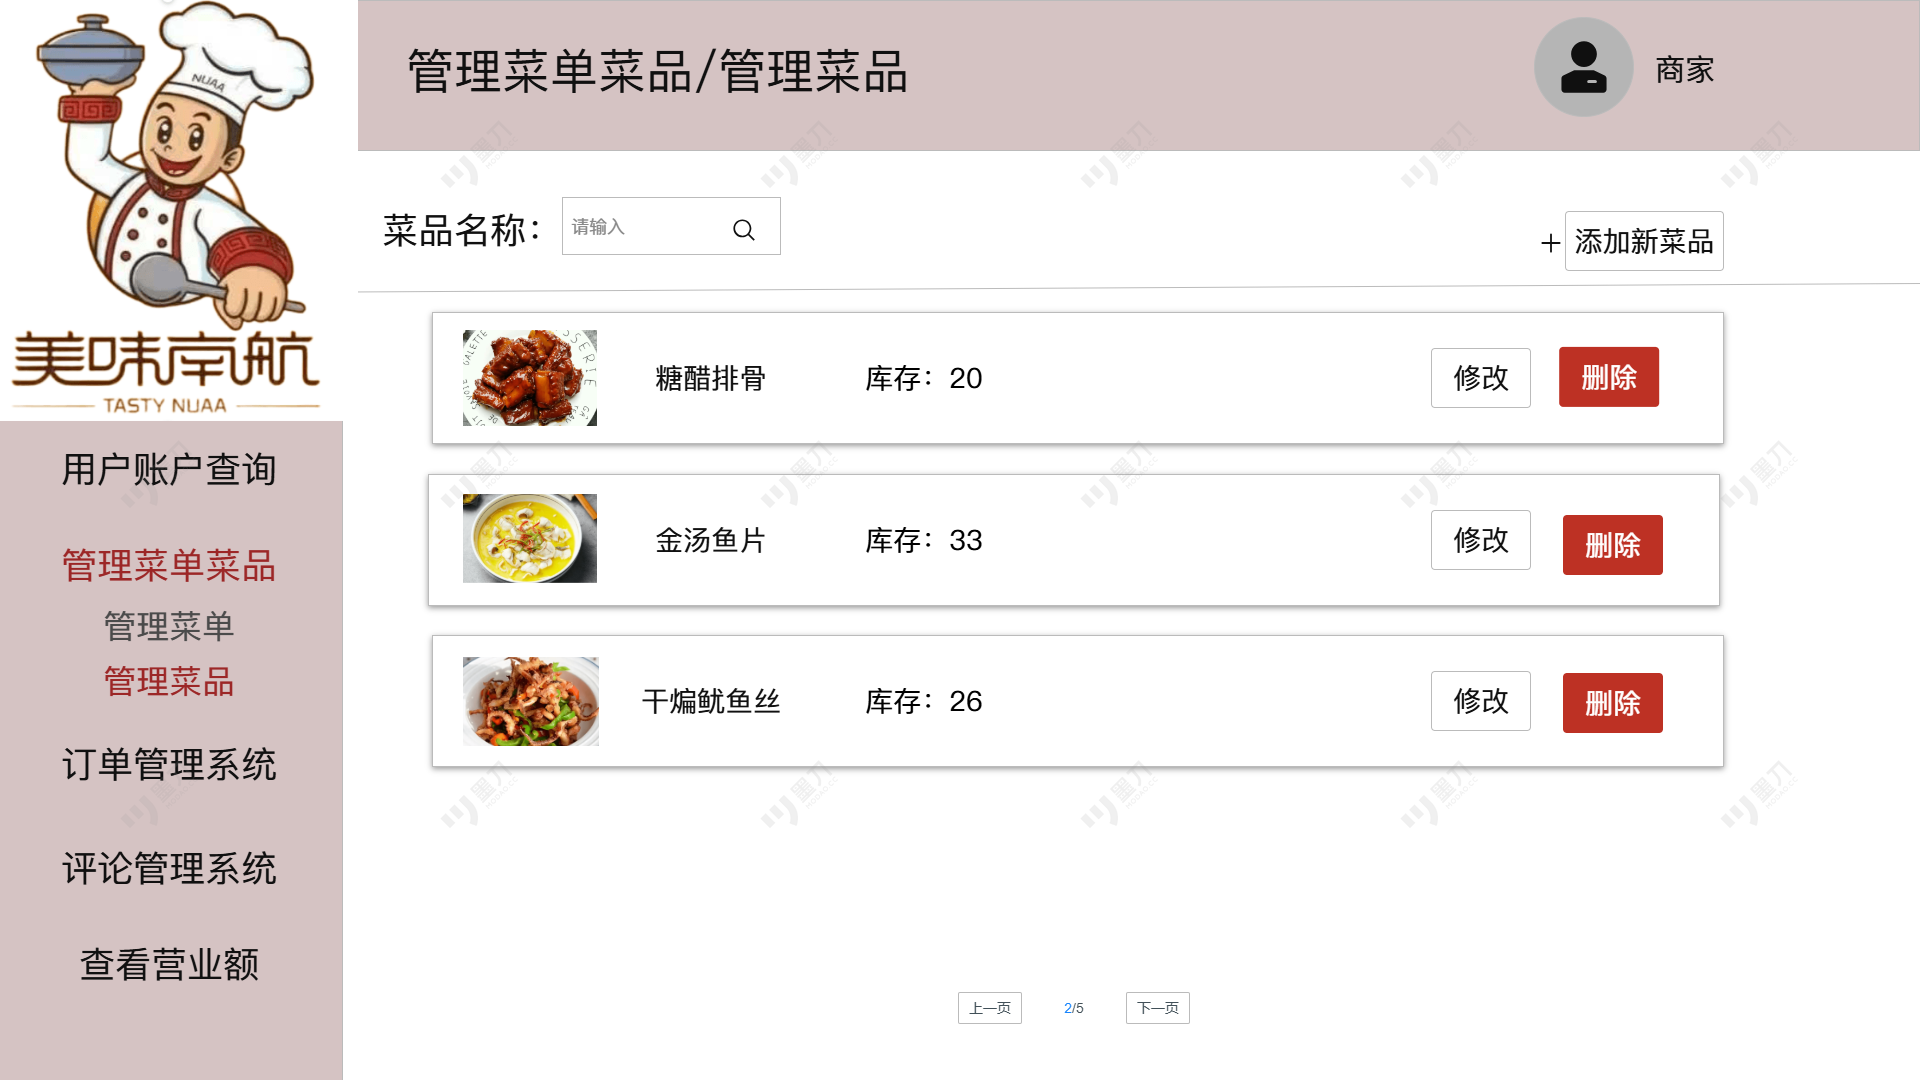 NUAA
美味南航
TASTY NUAA
管理菜单菜品/管理菜品
商家
菜品名称：
请输入
+ 添加新菜品
用户账户查询
管理菜单菜品
管理菜单
管理菜品
订单管理系统
评论管理系统
查看营业额
糖醋排骨 库存：20 修改 删除
金汤鱼片 库存：33 修改 删除
干煸鱿鱼丝 库存：26 修改 删除
上一页 2/5 下一页
墨刀